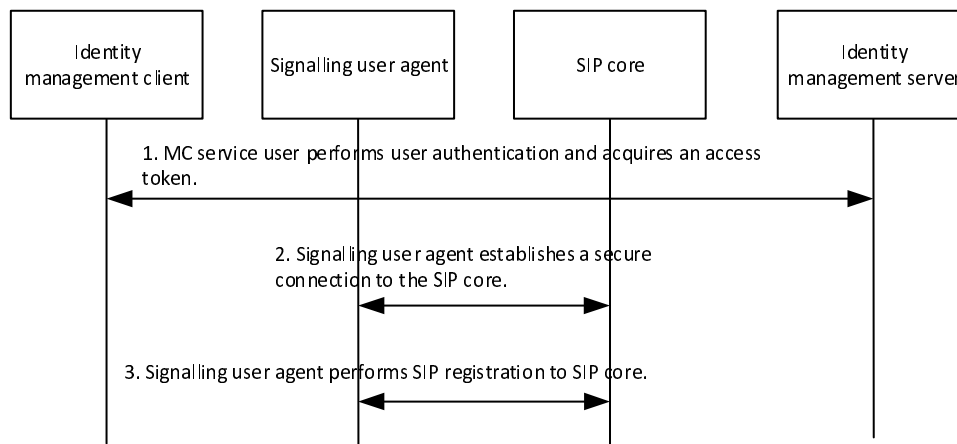 Identity
management client
Signalling user agent
SIP core
Identity
management server
1. MC service user performs user authentication and acquires an access
token.
2. Signalling user agent establishes a secure
connection to the SIP core.
3. Signalling user agent performs SIP registration to SIP core.